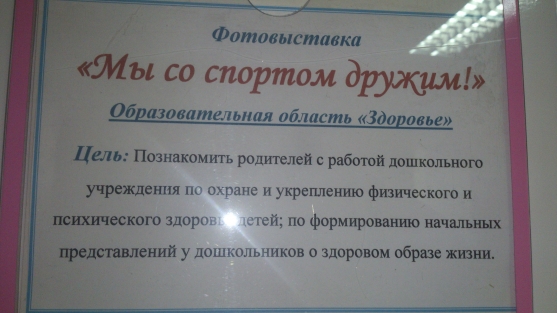 Фотовыставка
«Мы со спортом дружим!»
Образовательная область «Здоровье»
Цель: Познакомить родителей с работой дошкольного
учреждения по охране и укреплению физического и
психического здоровья детей; по формированию начальных
представлений у дошкольников о здоровом образе жизни.